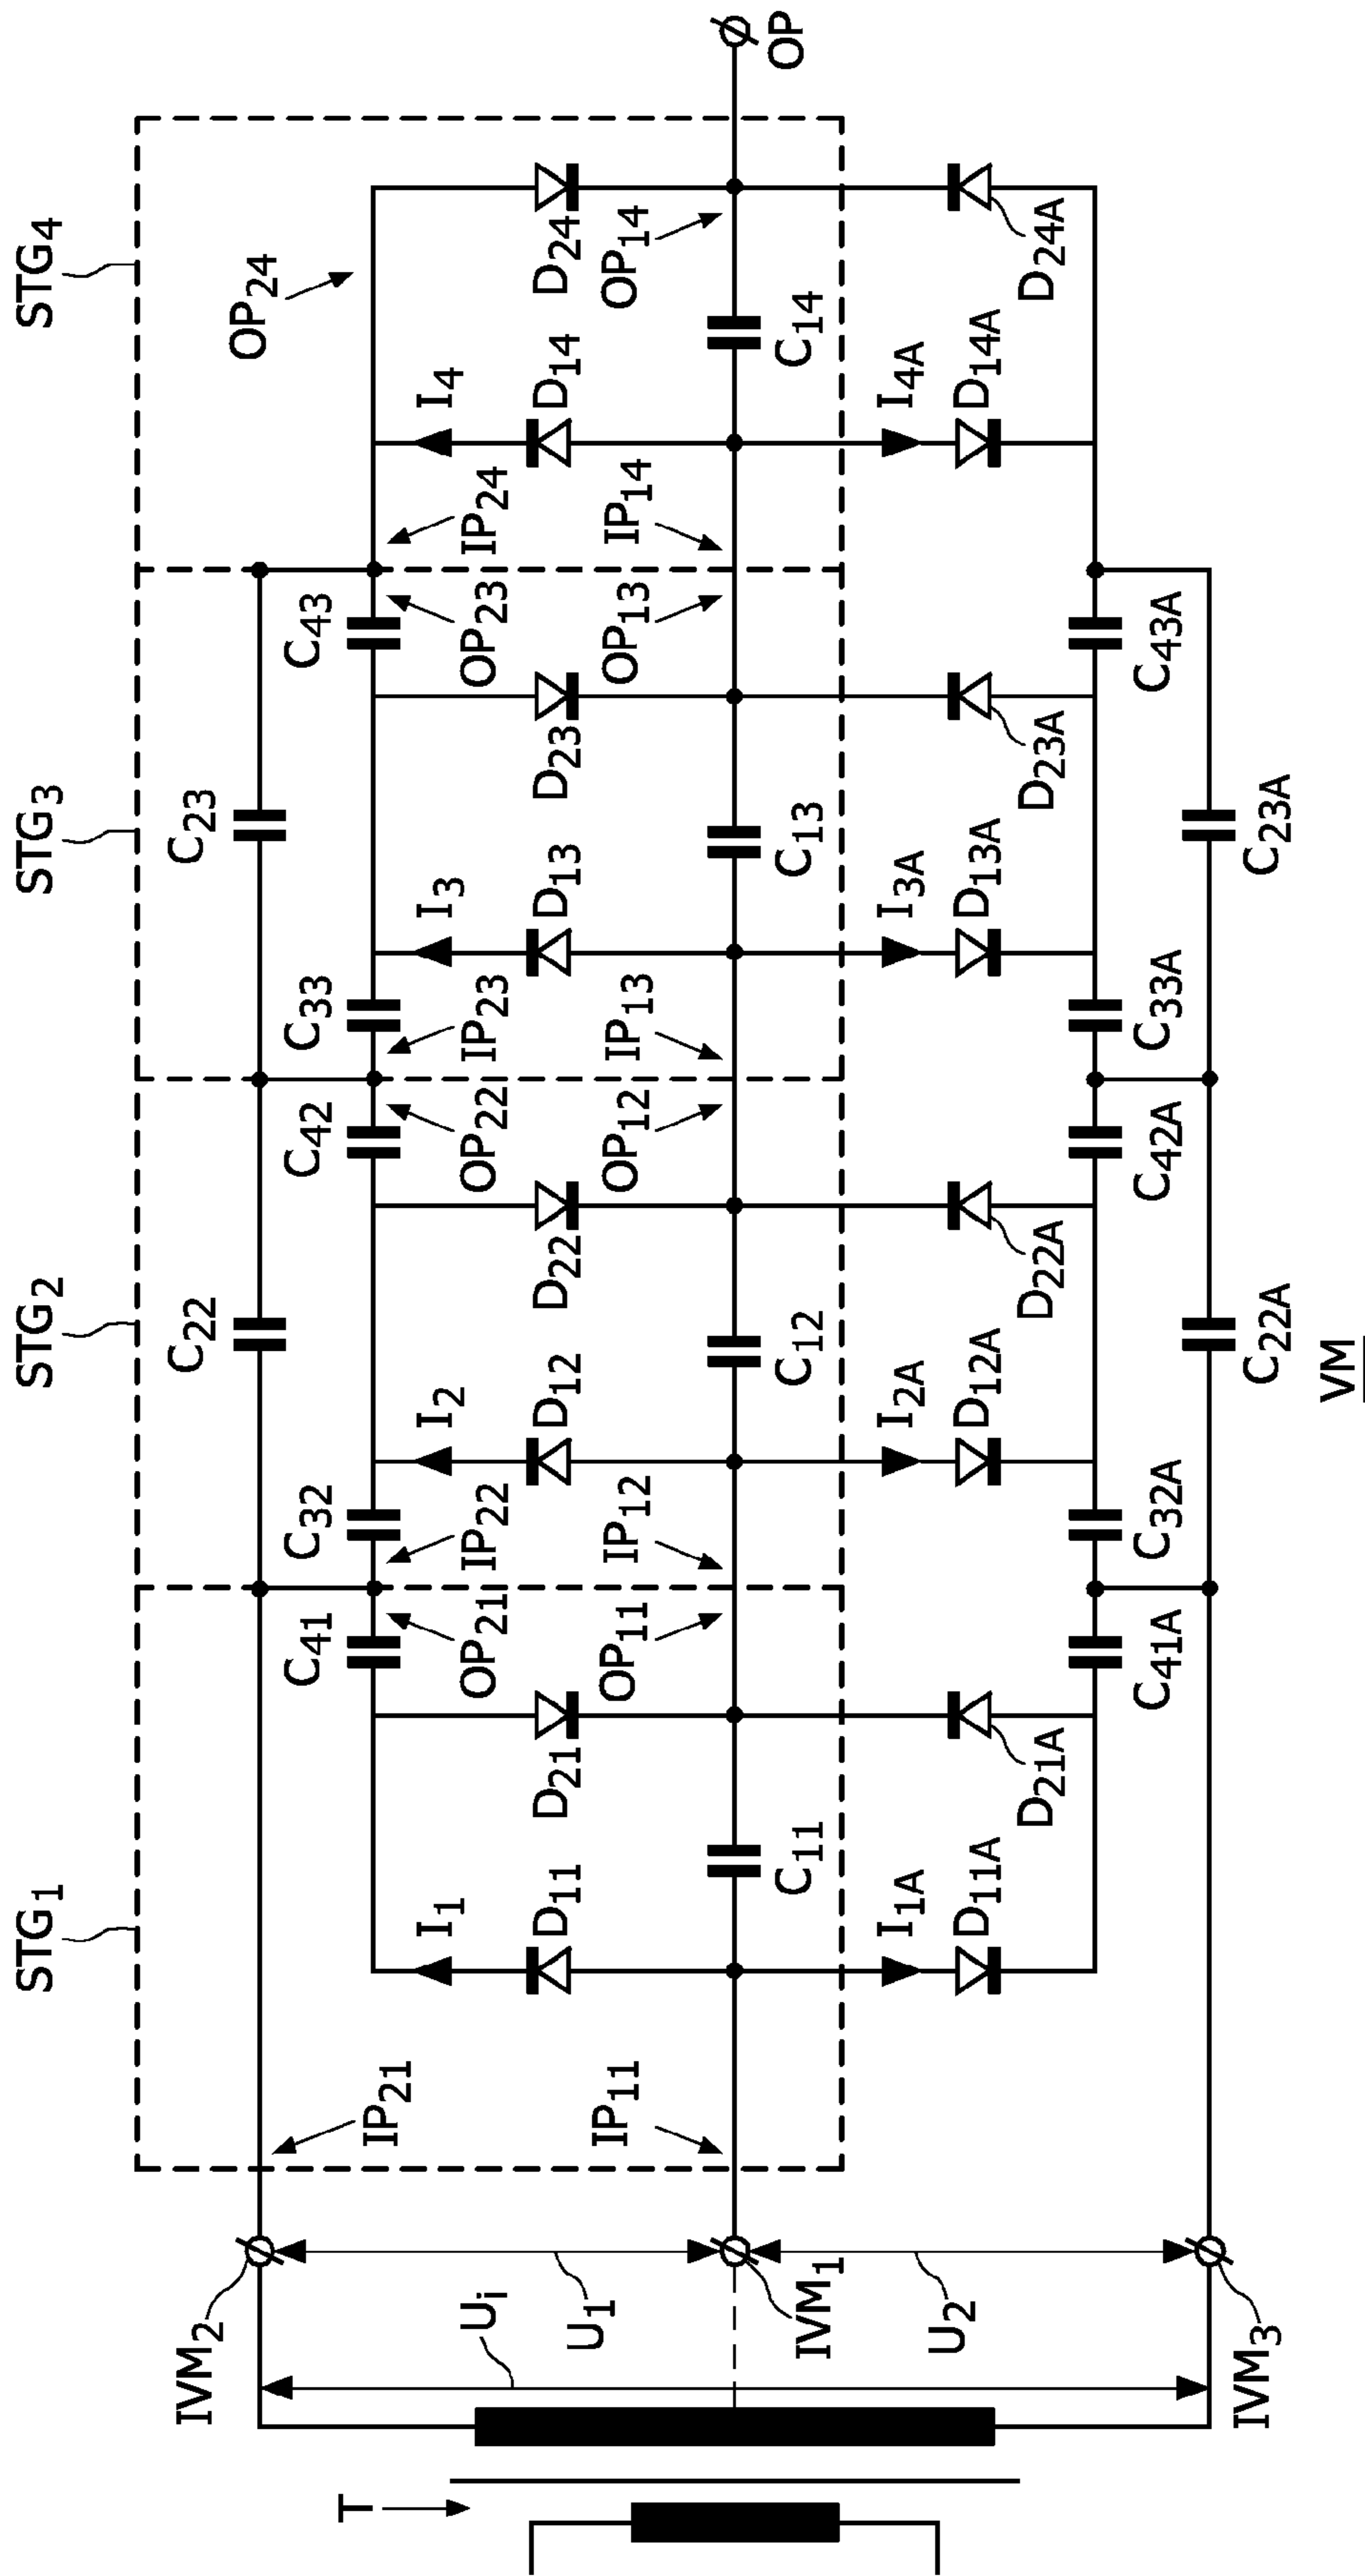 STG1
STG2
STG3
STG4
C22
C23
OP24
C41
C32
C42
C33
C43
I1
I2
I3
I4
IP21
OP21
IP22
OP22
IP23
OP23
IP24
D11
D21
D12
D22
D13
D23
D14
D24
IP11
OP11
IP12
OP12
IP13
OP13
IP14
OP14
OP
C11
C12
C13
C14
IVM2
Ui
U1
IVM1
U2
IVM3
T
I1A
I2A
I3A
I4A
D11A
D12A
D13A
D14A
D21A
D22A
D23A
D24A
C41A
C32A
C42A
C33A
C43A
C22A
C23A
VM